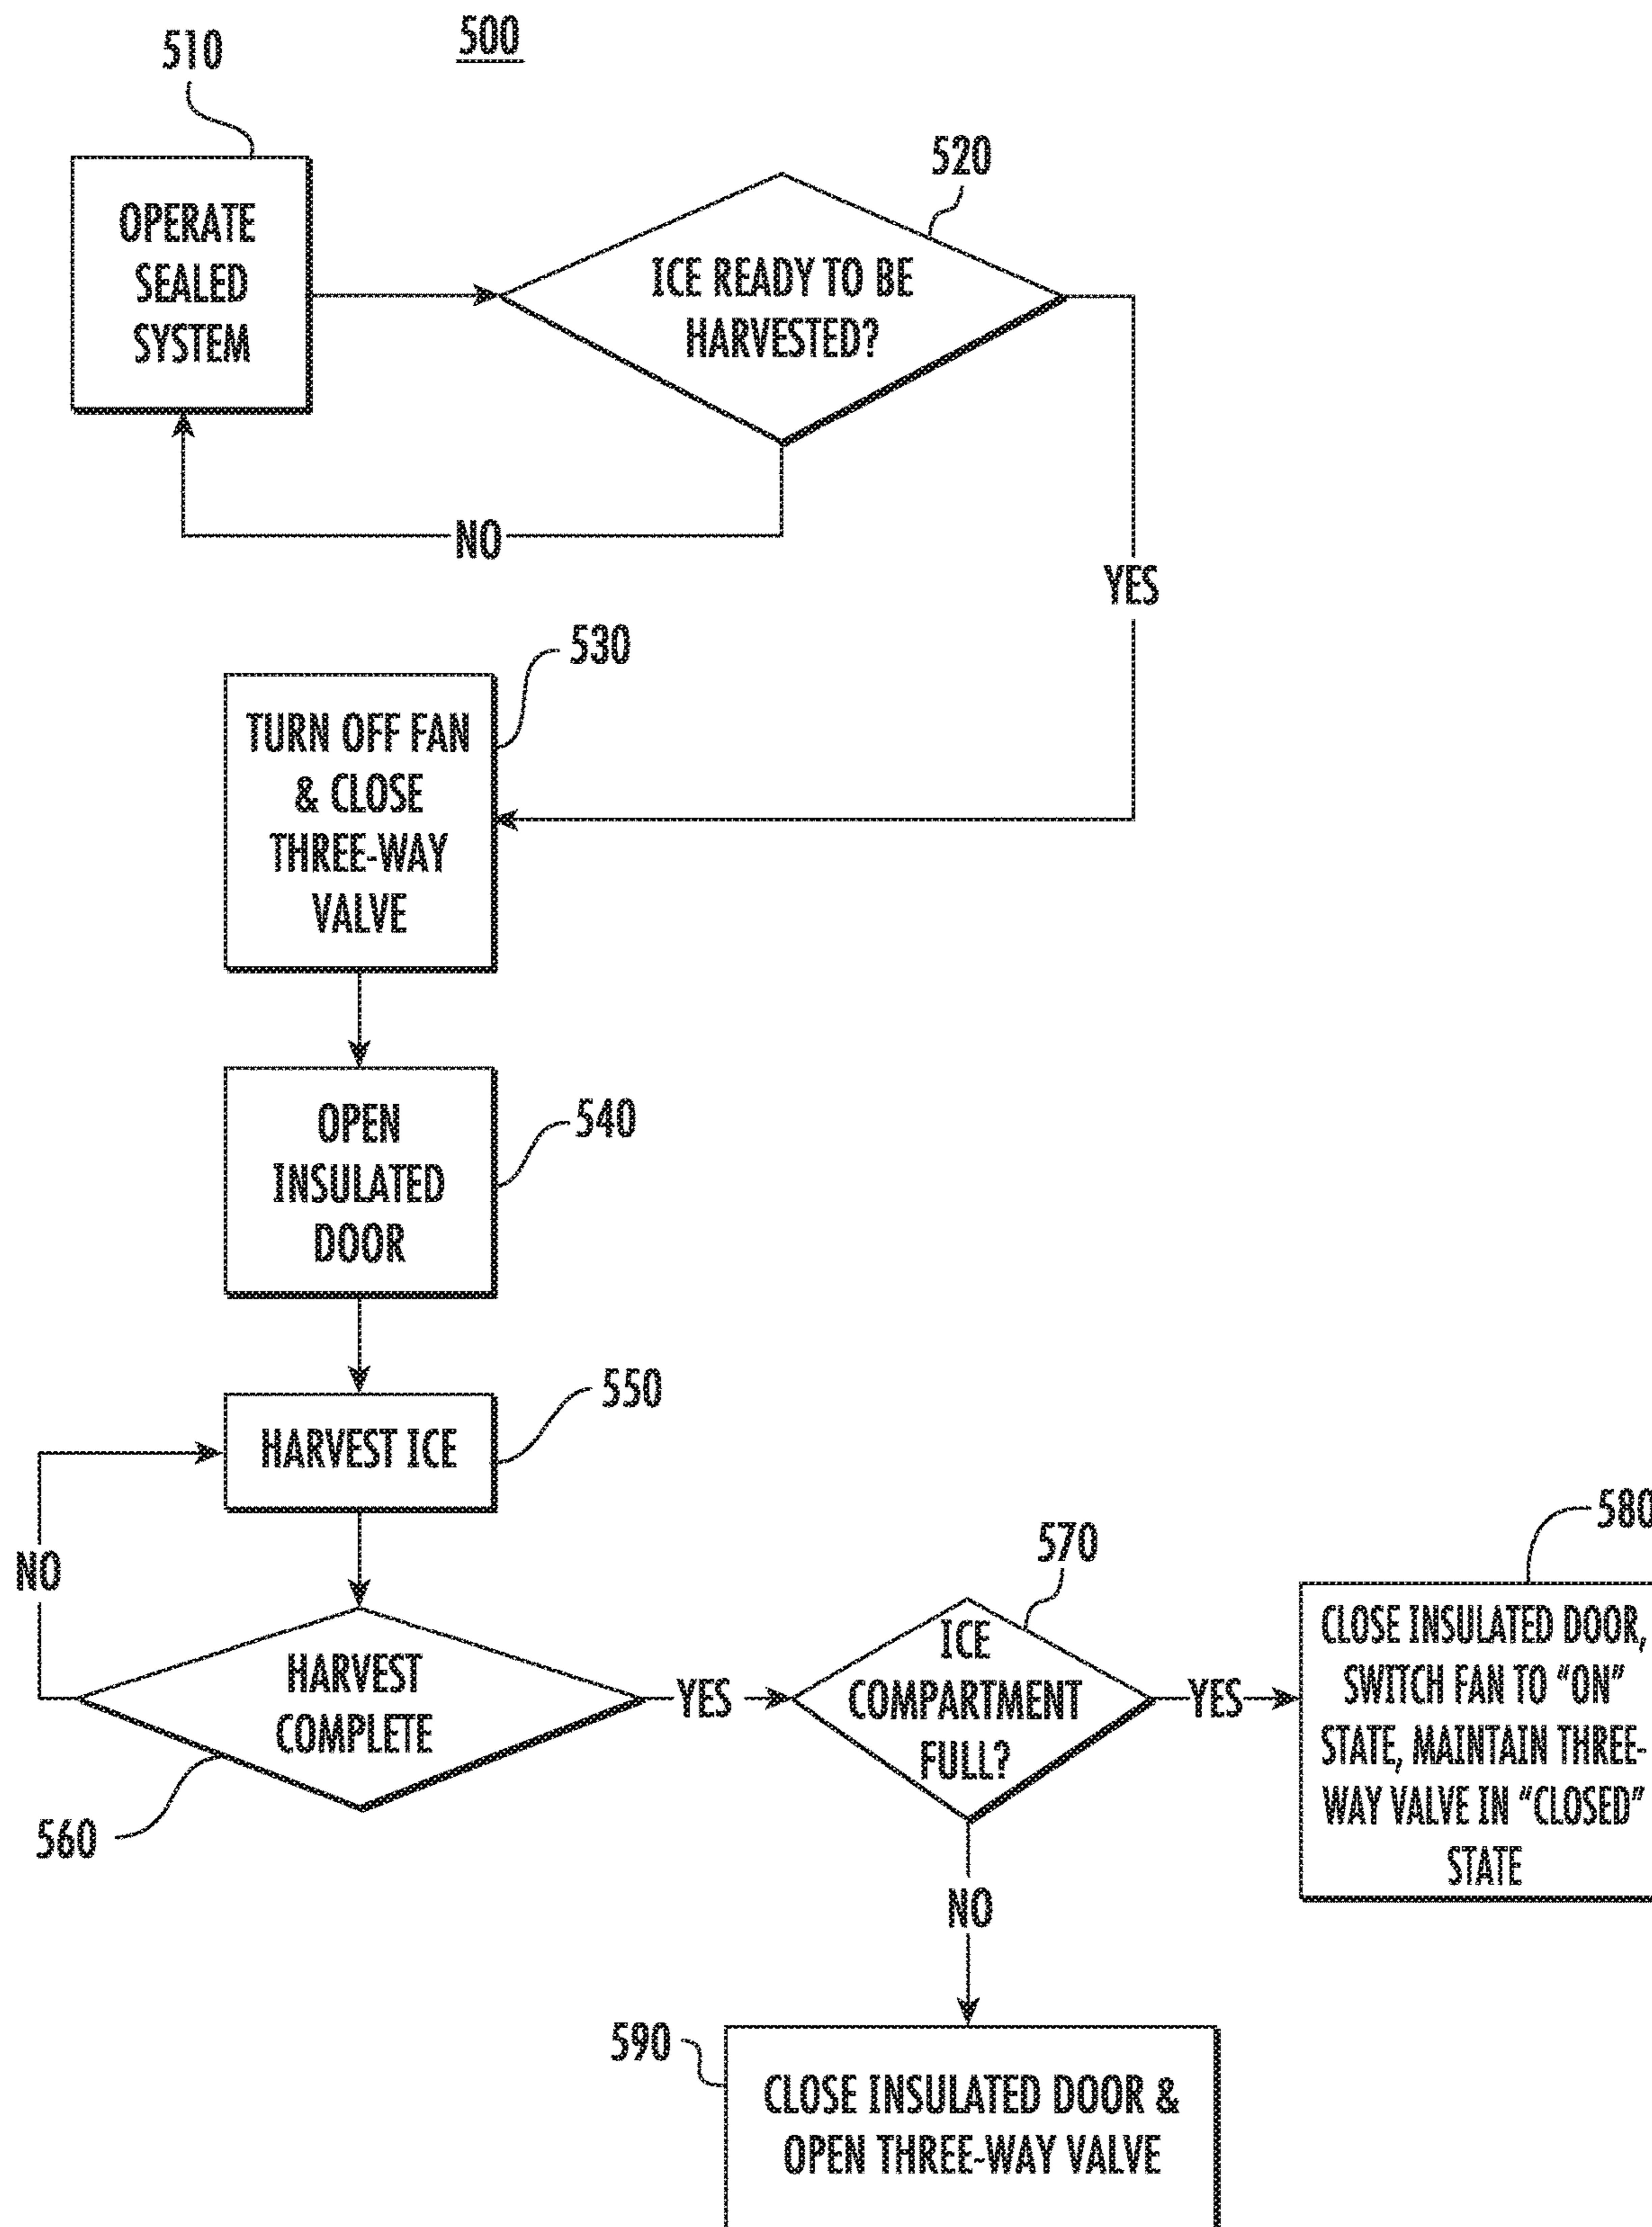 500
510
OPERATE
SEALED
SYSTEM
520
ICE READY TO BE
HARVESTED?
NO
YES
530
TURN OFF FAN
& CLOSE
THREE-WAY
VALVE
540
OPEN
INSULATED
DOOR
550
HARVEST ICE
NO
560
HARVEST
COMPLETE
YES
570
ICE
COMPARTMENT
FULL?
YES
580
CLOSE INSULATED DOOR,
SWITCH FAN TO “ON”
STATE, MAINTAIN THREE-
WAY VALVE IN “CLOSED”
STATE
NO
590
CLOSE INSULATED DOOR &
OPEN THREE-WAY VALVE